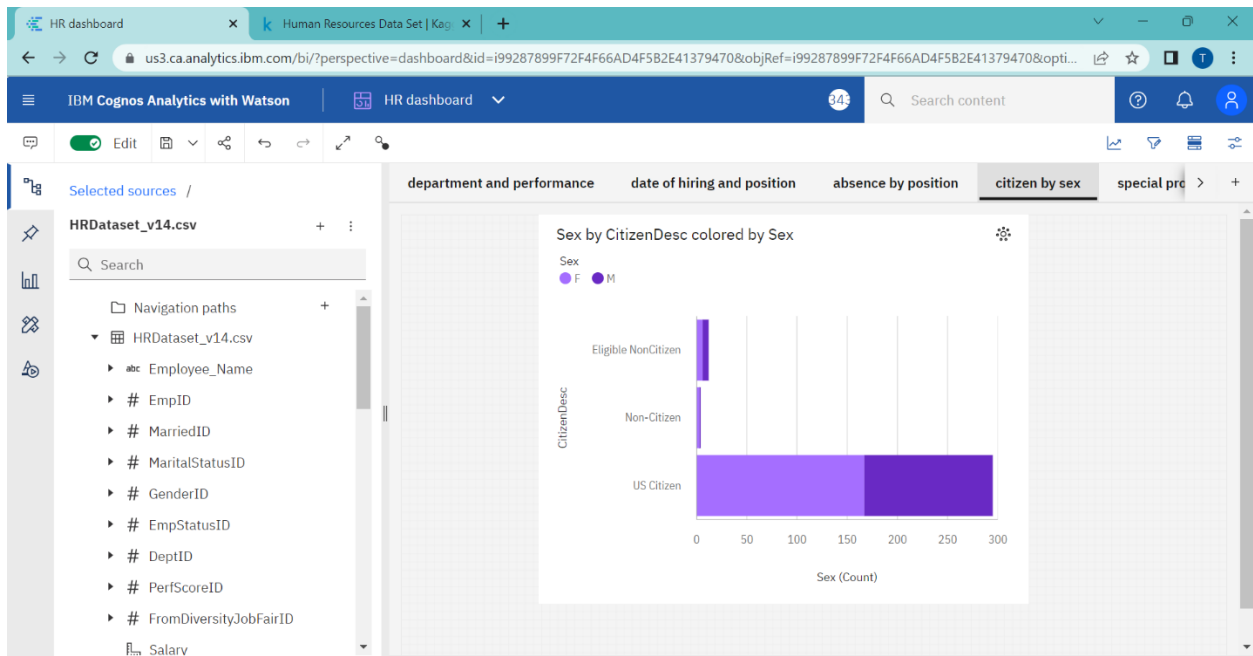 HR dashboard
Human Resources Data Set | Kag
us3.ca.analytics.ibm.com/bi/?perspective=dashboard&id=i99287899F72F4F66AD4F5B2E41379470&objRef=i99287899F72F4F66AD4F5B2E41379470&opti...
T
IBM Cognos Analytics with Watson
HR dashboard
343
Search content
Edit
Selected sources /
department and performance
date of hiring and position
absence by position
citizen by sex
special pro
HRDataset_v14.csv
Search
Navigation paths
HRDataset_v14.csv
abc Employee_Name
# EmpID
# MarriedID
# MaritalStatusID
# GenderID
# EmpStatusID
# DeptID
# PerfScoreID
# FromDiversityJobFairID
Salary
Sex by CitizenDesc colored by Sex
Sex
F M
CitizenDesc
Eligible NonCitizen
Non-Citizen
US Citizen
0 50 100 150 200 250 300
Sex (Count)